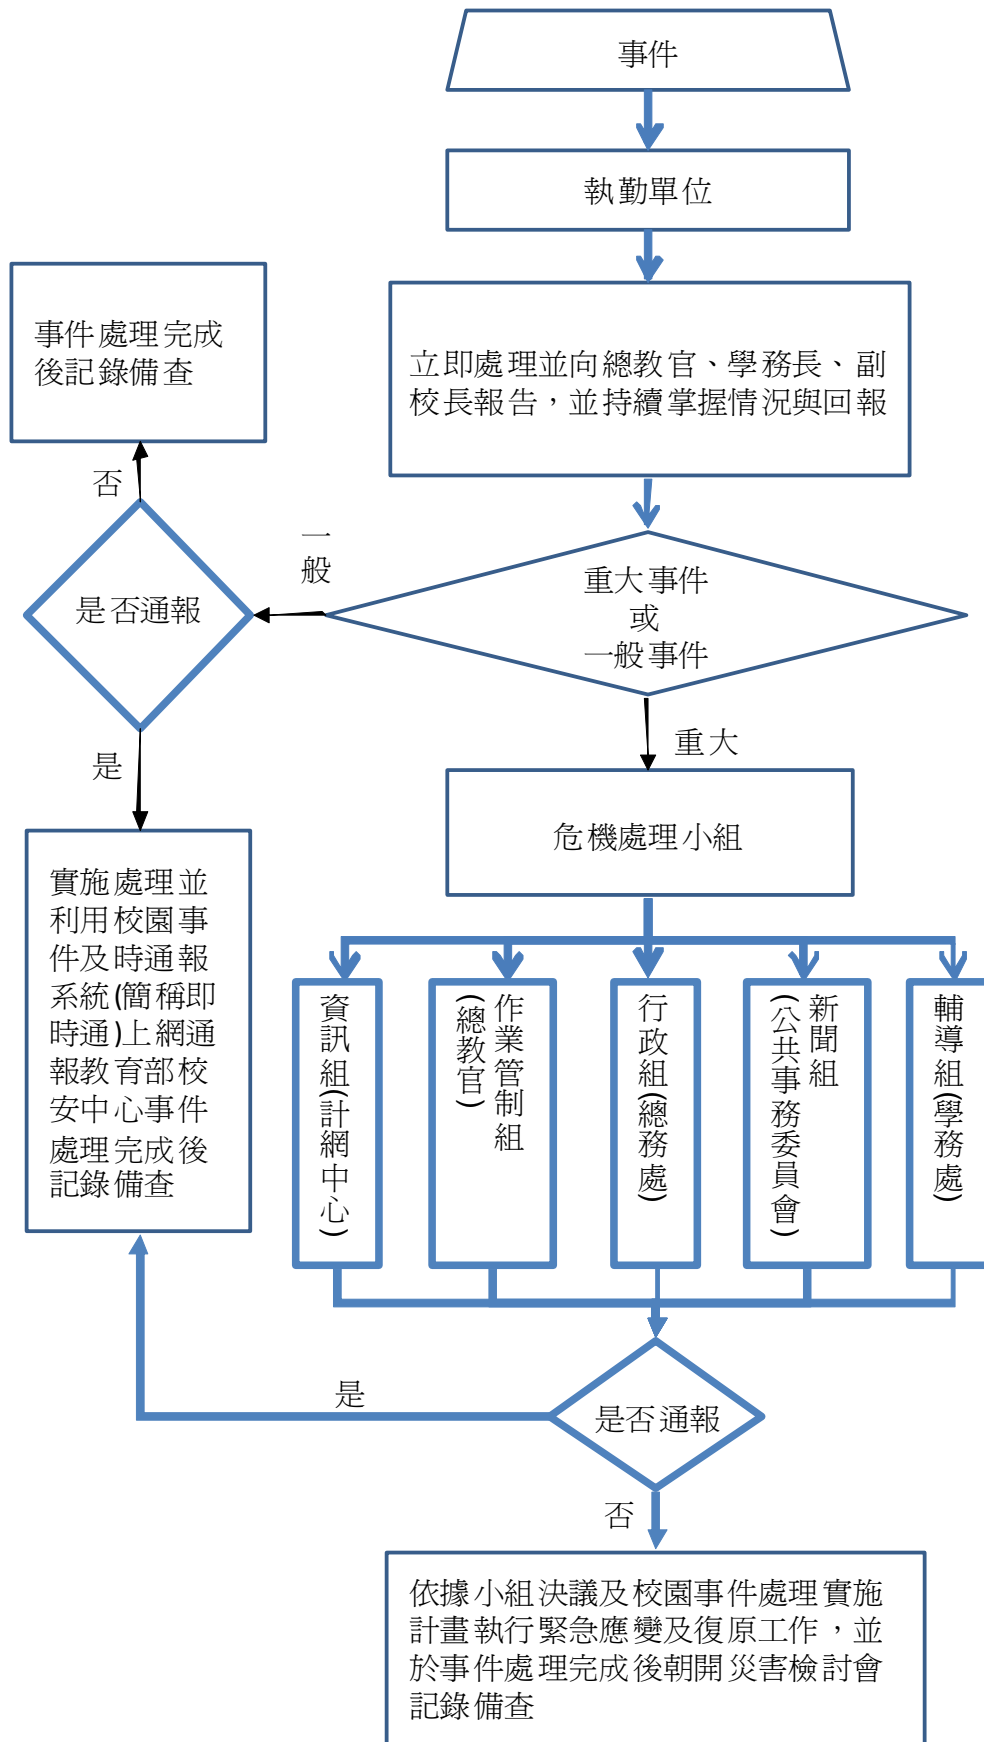 事件
執勤單位
事件處理完成
後記錄備查
立即處理並向總教官、學務長、副
校長報告，並持續掌握情況與回報
否
一
般
是否通報
重大事件
或
一般事件
是
重大
危機處理小組
實施處理並
利用校園事
件及時通報
系統(簡稱即
時通)上網通
報教育部校
安中心事件
處理完成後
記錄備查
資訊組(計網中心)
作業管制組
(總教官)
行政組(總務處)
新聞組
(公共事務委員會)
輔導組(學務處)
是
是否通報
否
依據小組決議及校園事件處理實施
計畫執行緊急應變及復原工作，並
於事件處理完成後朝開災害檢討會
記錄備查